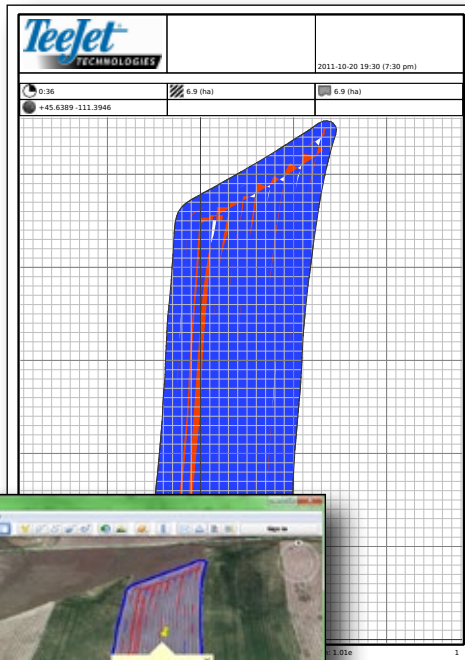 TeeJet
TECHNOLOGIES
2011-10-20 19:30 (7:30 pm)
0:36
6.9 (ha)
6.9 (ha)
+45.6389 -111.3946
1.01e
1